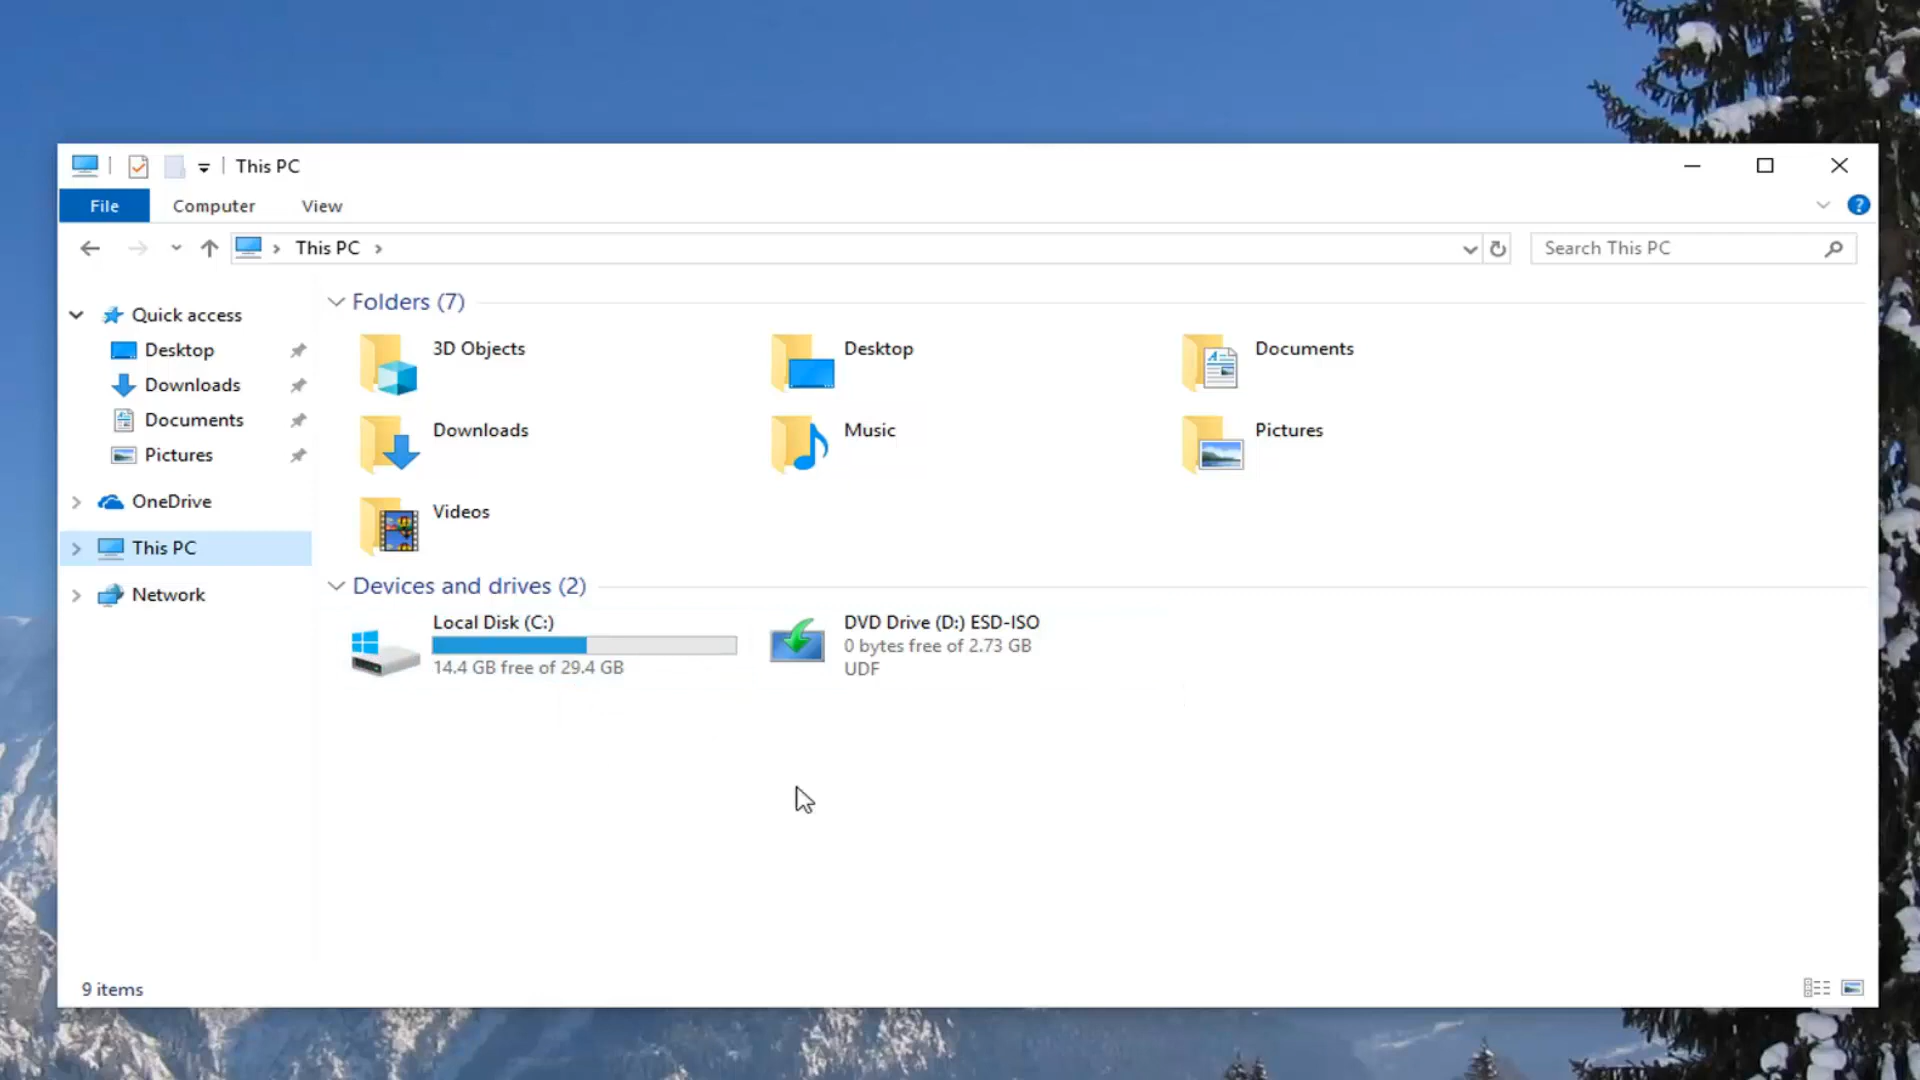 This PC
File Computer View
This PC
Search This PC
Quick access
Desktop
Downloads
Documents
Pictures
OneDrive
This PC
Network
Folders (7)
3D Objects
Desktop
Documents
Downloads
Music
Pictures
Videos
Devices and drives (2)
Local Disk (C:)
14.4 GB free of 29.4 GB
DVD Drive (D:) ESD-ISO
0 bytes free of 2.73 GB
UDF
9 items